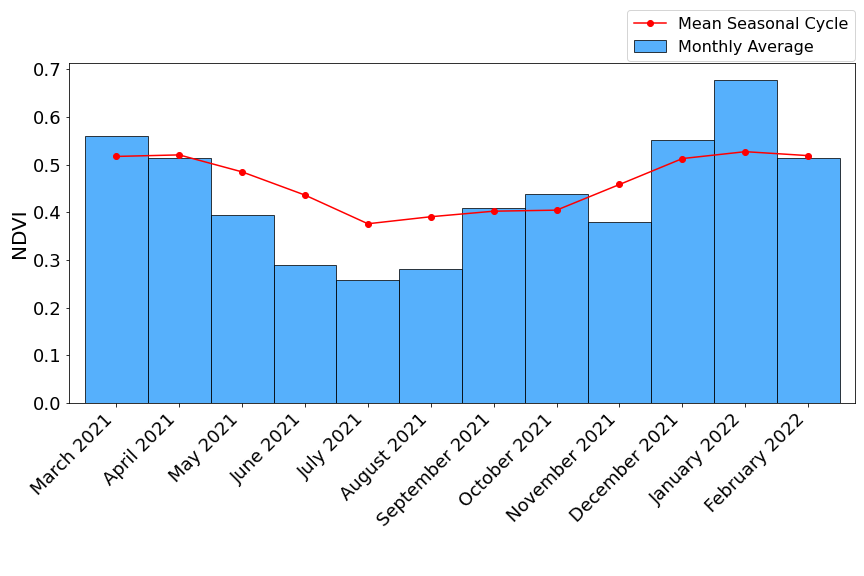 Mean Seasonal Cycle
Monthly Average
NDVI
0.7
0.6
0.5
0.4
0.3
0.2
0.1
0.0
March 2021
April 2021
May 2021
June 2021
July 2021
August 2021
September 2021
October 2021
November 2021
December 2021
January 2022
February 2022